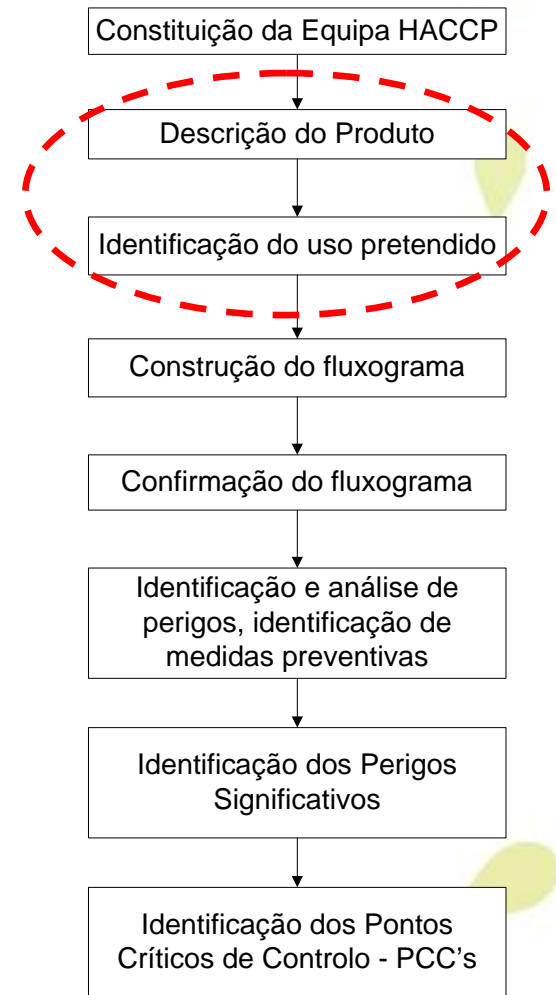 Constituição da Equipa HACCP
Descrição do Produto
Identificação do uso pretendido
Construção do fluxograma
Confirmação do fluxograma
Identificação e análise de
perigos, identificação de
medidas preventivas
Identificação dos Perigos
Significativos
Identificação dos Pontos
Críticos de Controlo - PCC's